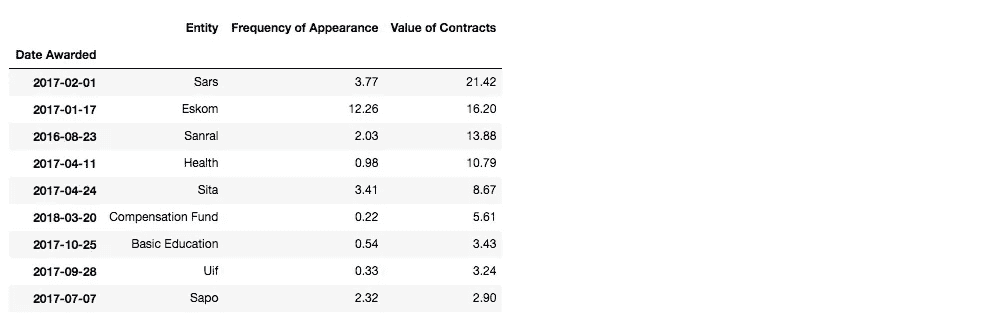 Entity Frequency of Appearance Value of Contracts
Date Awarded
2017-02-01 Sars 3.77 21.42
2017-01-17 Eskom 12.26 16.20
2016-08-23 Sanral 2.03 13.88
2017-04-11 Health 0.98 10.79
2017-04-24 Sita 3.41 8.67
2018-03-20 Compensation Fund 0.22 5.61
2017-10-25 Basic Education 0.54 3.43
2017-09-28 Uif 0.33 3.24
2017-07-07 Sapo 2.32 2.90